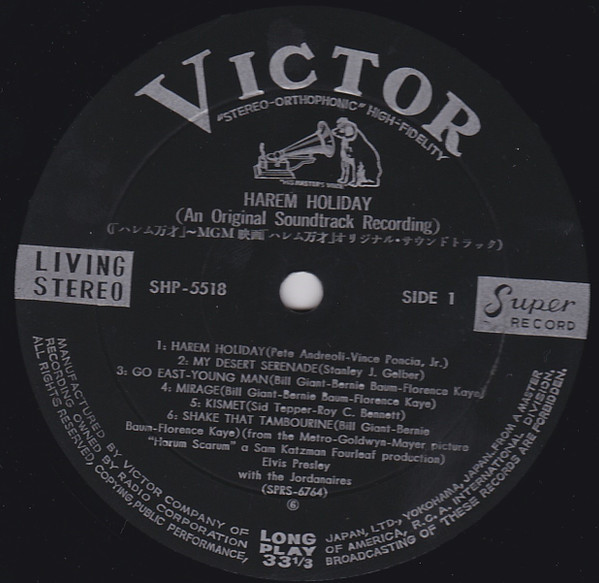 VICTOR
"STEREO-ORTHOPHONIC" HIGH-FIDELITY
"HIS MASTER'S VOICE"
HAREM HOLIDAY
(An Original Soundtrack Recording)
(「ハレム万才」~MGM映画「ハレム万才」オリジナル・サウンドトラック)
LIVING
STEREO
SHP-5518
SIDE 1
Super
RECORD
1: HAREM HOLIDAY(Pete Andreoli-Vince Poncia, Jr.)
2: MY DESERT SERENADE(Stanley J. Gelber)
3: GO EAST-YOUNG MAN(Bill Giant-Bernie Baum-Florence Kaye)
4: MIRAGE(Bill Giant-Bernie Baum-Florence Kaye)
5: KISMET(Sid Tepper-Roy C. Bennett)
6: SHAKE THAT TAMBOURINE(Bill Giant-Bernie
Baum-Florence Kaye)(from the Metro-Goldwyn-Mayer picture
"Harum Scarum" a Sam Katzman Fourleaf production)
Elvis Presley
with the Jordanaires
(SPRS-6764)
⑥
LONG
PLAY
33 1/3
MANUFACTURED BY VICTOR COMPANY OF JAPAN, LTD., YOKOHAMA, JAPAN, FROM A MASTER
RECORDING OWNED BY RADIO CORPORATION OF AMERICA, R.C.A. INTERNATIONAL DIVISION.
ALL RIGHTS RESERVED, COPYING, PUBLIC PERFORMANCE, BROADCASTING OF THESE RECORDS ARE FORBIDDEN.